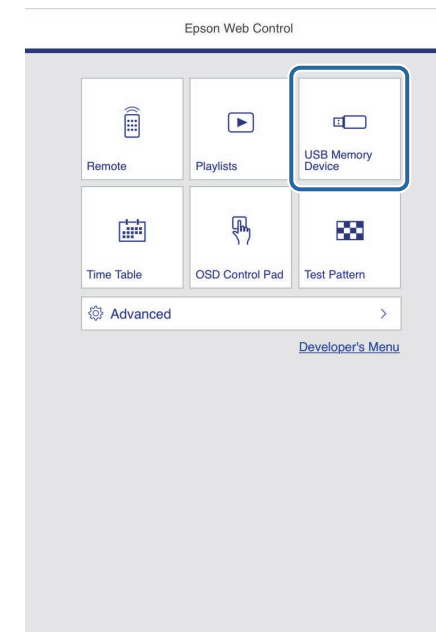 Epson Web Control
Remote
Playlists
USB Memory
Device
Time Table
OSD Control Pad
Test Pattern
Advanced
Developer's Menu